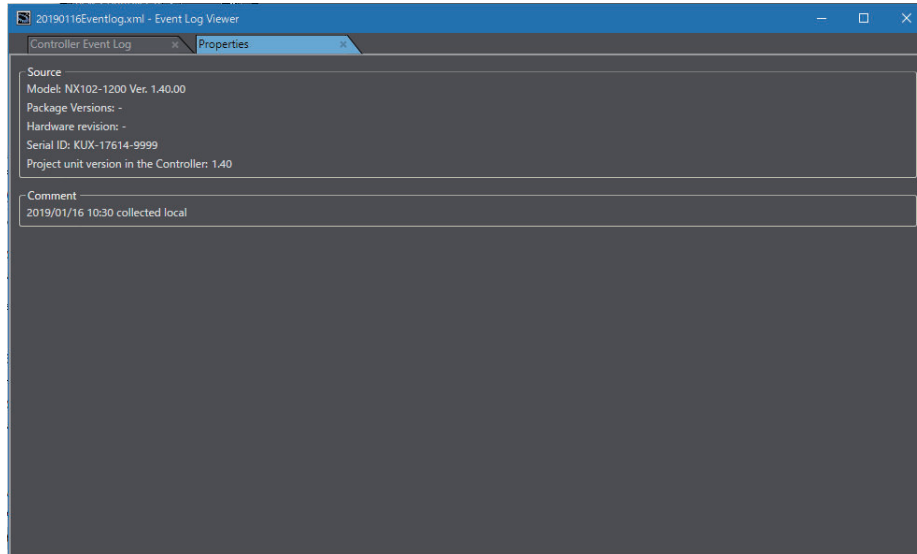 20190116Eventlog.xml - Event Log Viewer
Controller Event Log
Properties
Source
Model: NX102-1200 Ver. 1.40.00
Package Versions: -
Hardware revision: -
Serial ID: KUX-17614-9999
Project unit version in the Controller: 1.40
Comment
2019/01/16 10:30 collected local